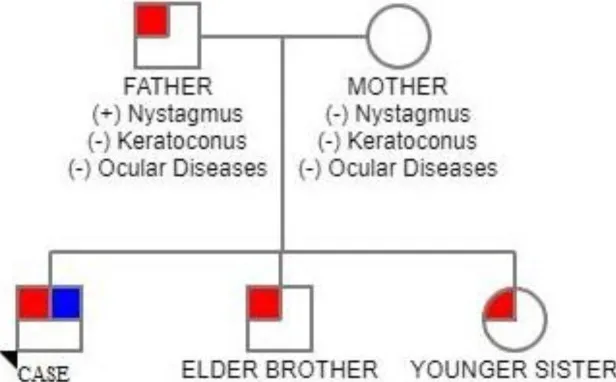 FATHER
(+) Nystagmus
(-) Keratoconus
(-) Ocular Diseases
MOTHER
(-) Nystagmus
(-) Keratoconus
(-) Ocular Diseases
CASE
ELDER BROTHER
YOUNGER SISTER